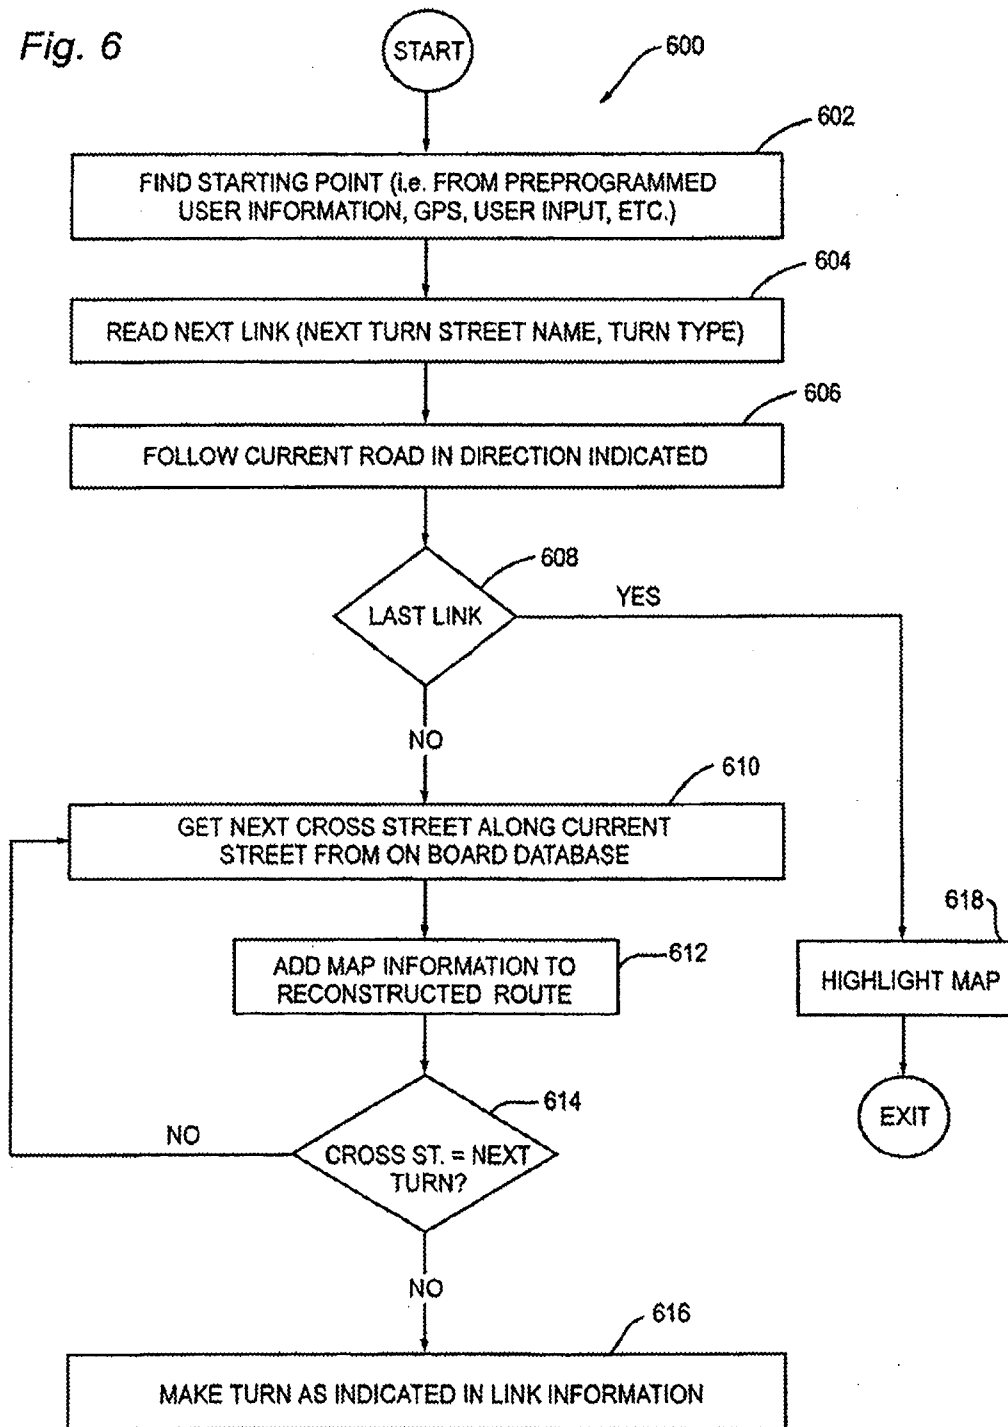 Fig. 6
START
600
602
FIND STARTING POINT (i.e. FROM PREPROGRAMMED
USER INFORMATION, GPS, USER INPUT, ETC.)
604
READ NEXT LINK (NEXT TURN STREET NAME, TURN TYPE)
606
FOLLOW CURRENT ROAD IN DIRECTION INDICATED
608
LAST LINK
YES
NO
610
GET NEXT CROSS STREET ALONG CURRENT
STREET FROM ON BOARD DATABASE
618
612
ADD MAP INFORMATION TO
RECONSTRUCTED ROUTE
HIGHLIGHT MAP
614
EXIT
NO
CROSS ST. = NEXT
TURN?
NO
616
MAKE TURN AS INDICATED IN LINK INFORMATION